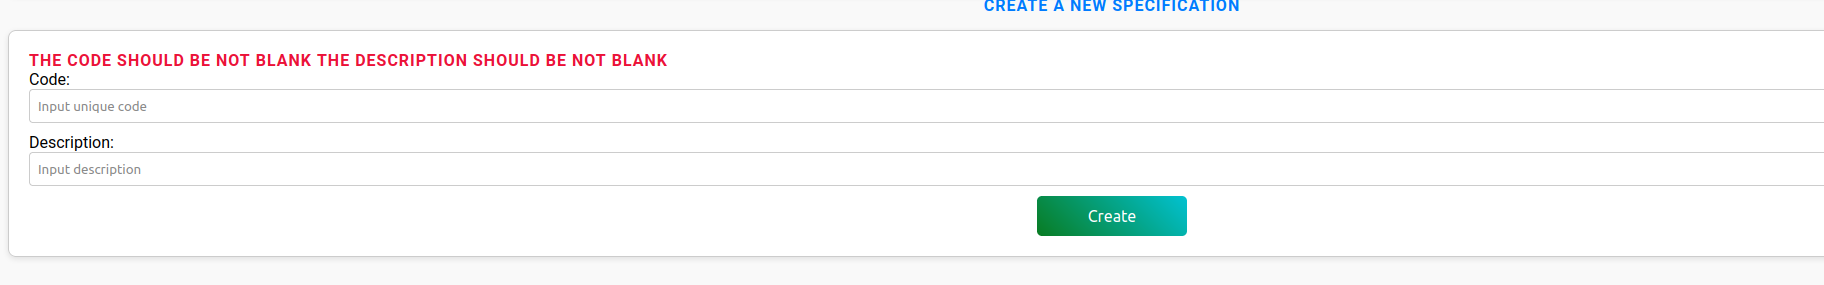 CREATE A NEW SPECIFICATION
THE CODE SHOULD BE NOT BLANK THE DESCRIPTION SHOULD BE NOT BLANK
Code:
Input unique code
Description:
Input description
Create